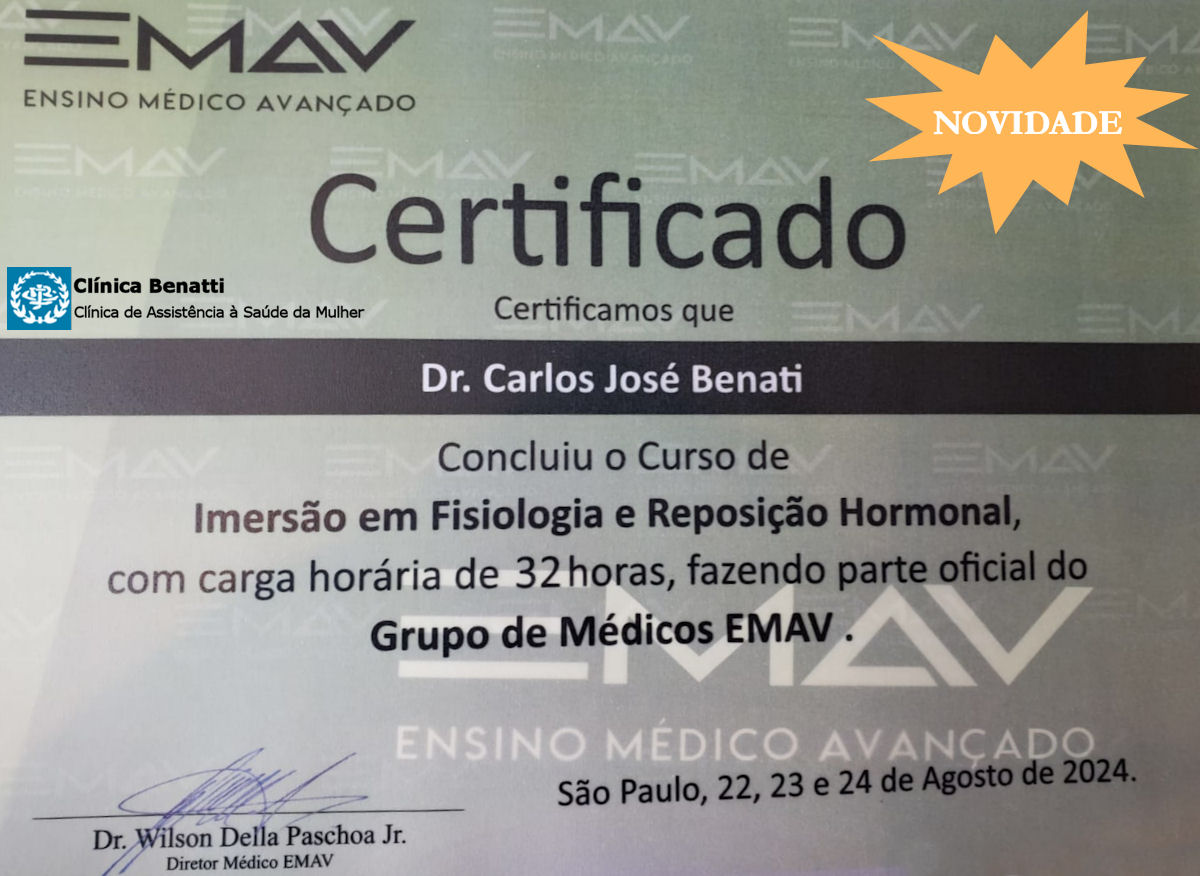 EMAV
ENSINO MÉDICO AVANÇADO
NOVIDADE
Certificado
Clínica Benatti
Clínica de Assistência à Saúde da Mulher
Certificamos que
Dr. Carlos José Benati
Concluiu o Curso de
Imersão em Fisiologia e Reposição Hormonal,
com carga horária de 32 horas, fazendo parte oficial do
Grupo de Médicos EMAV .
EMAV
ENSINO MÉDICO AVANÇADO
São Paulo, 22, 23 e 24 de Agosto de 2024.
Dr. Wilson Della Paschoa Jr.
Diretor Médico EMAV